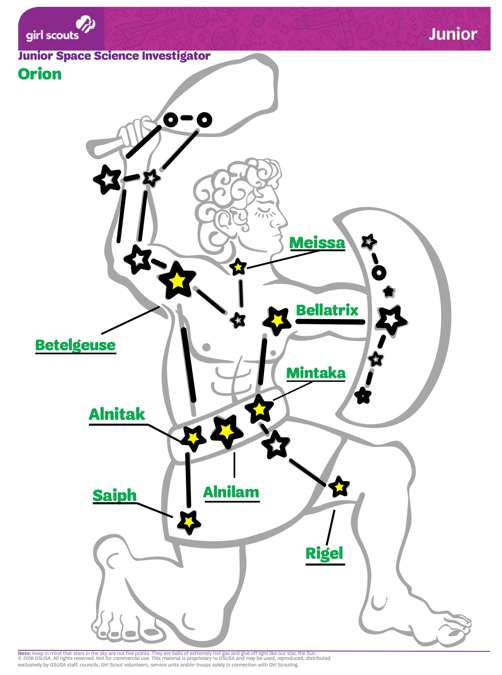 girl scouts
Junior
Junior Space Science Investigator
Orion
Meissa
Bellatrix
Betelgeuse
Mintaka
Alnitak
Saiph
Alnilam
Rigel
Note: Keep in mind that stars in the sky are not five points. They are balls of extremely hot gas and give off light like our star, the Sun.
© 2018 GSUSA. All rights reserved. Not for commercial use. This material is proprietary to GSUSA and may be used, reproduced, distributed
exclusively by GSUSA staff, councils, Girl Scout volunteers, service units and/or troops solely in connection with Girl Scouting.